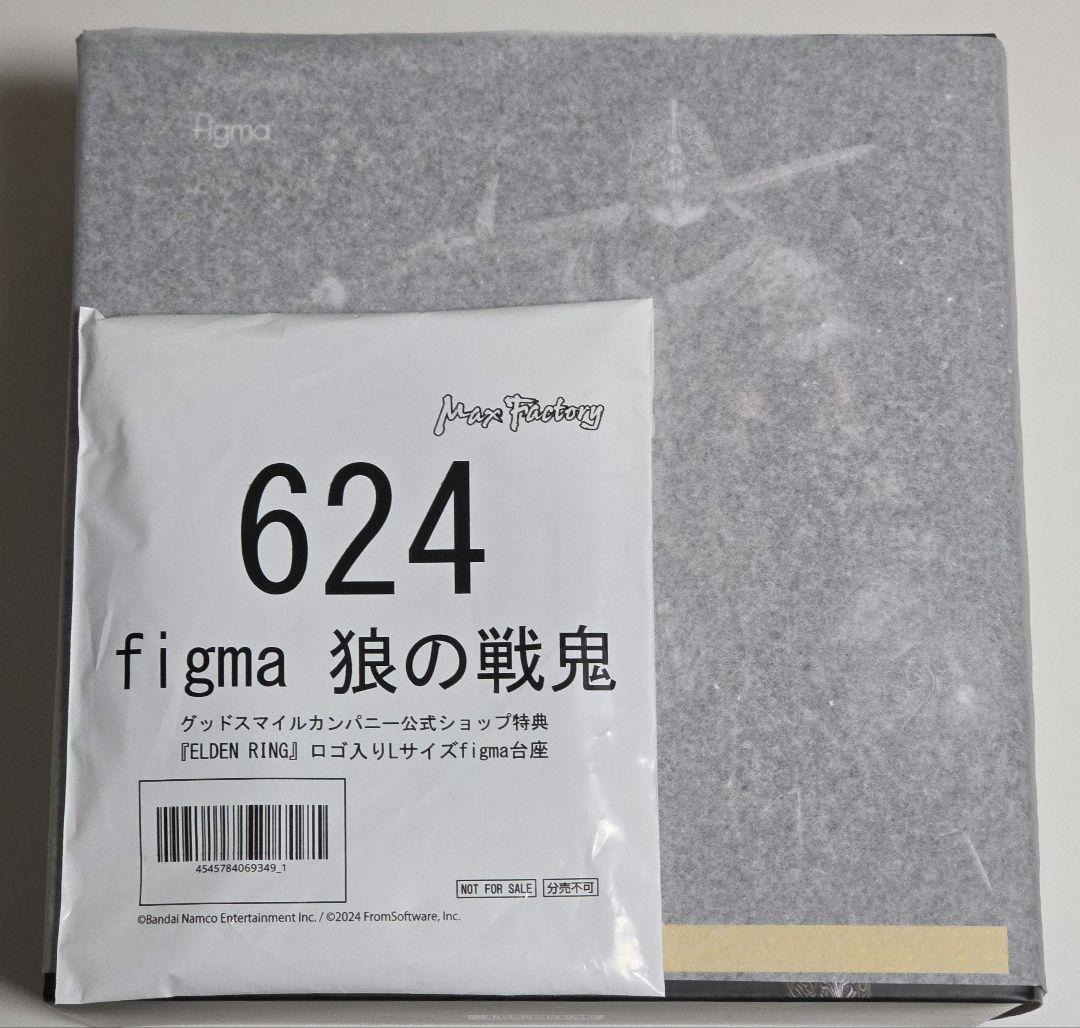 figma
Max Factory
624
figma 狼の戦鬼
グッドスマイルカンパニー公式ショップ特典
『ELDEN RING』ロゴ入りLサイズfigma台座
4545784069349_1
NOT FOR SALE 分売不可
©Bandai Namco Entertainment Inc. / ©2024 FromSoftware, Inc.